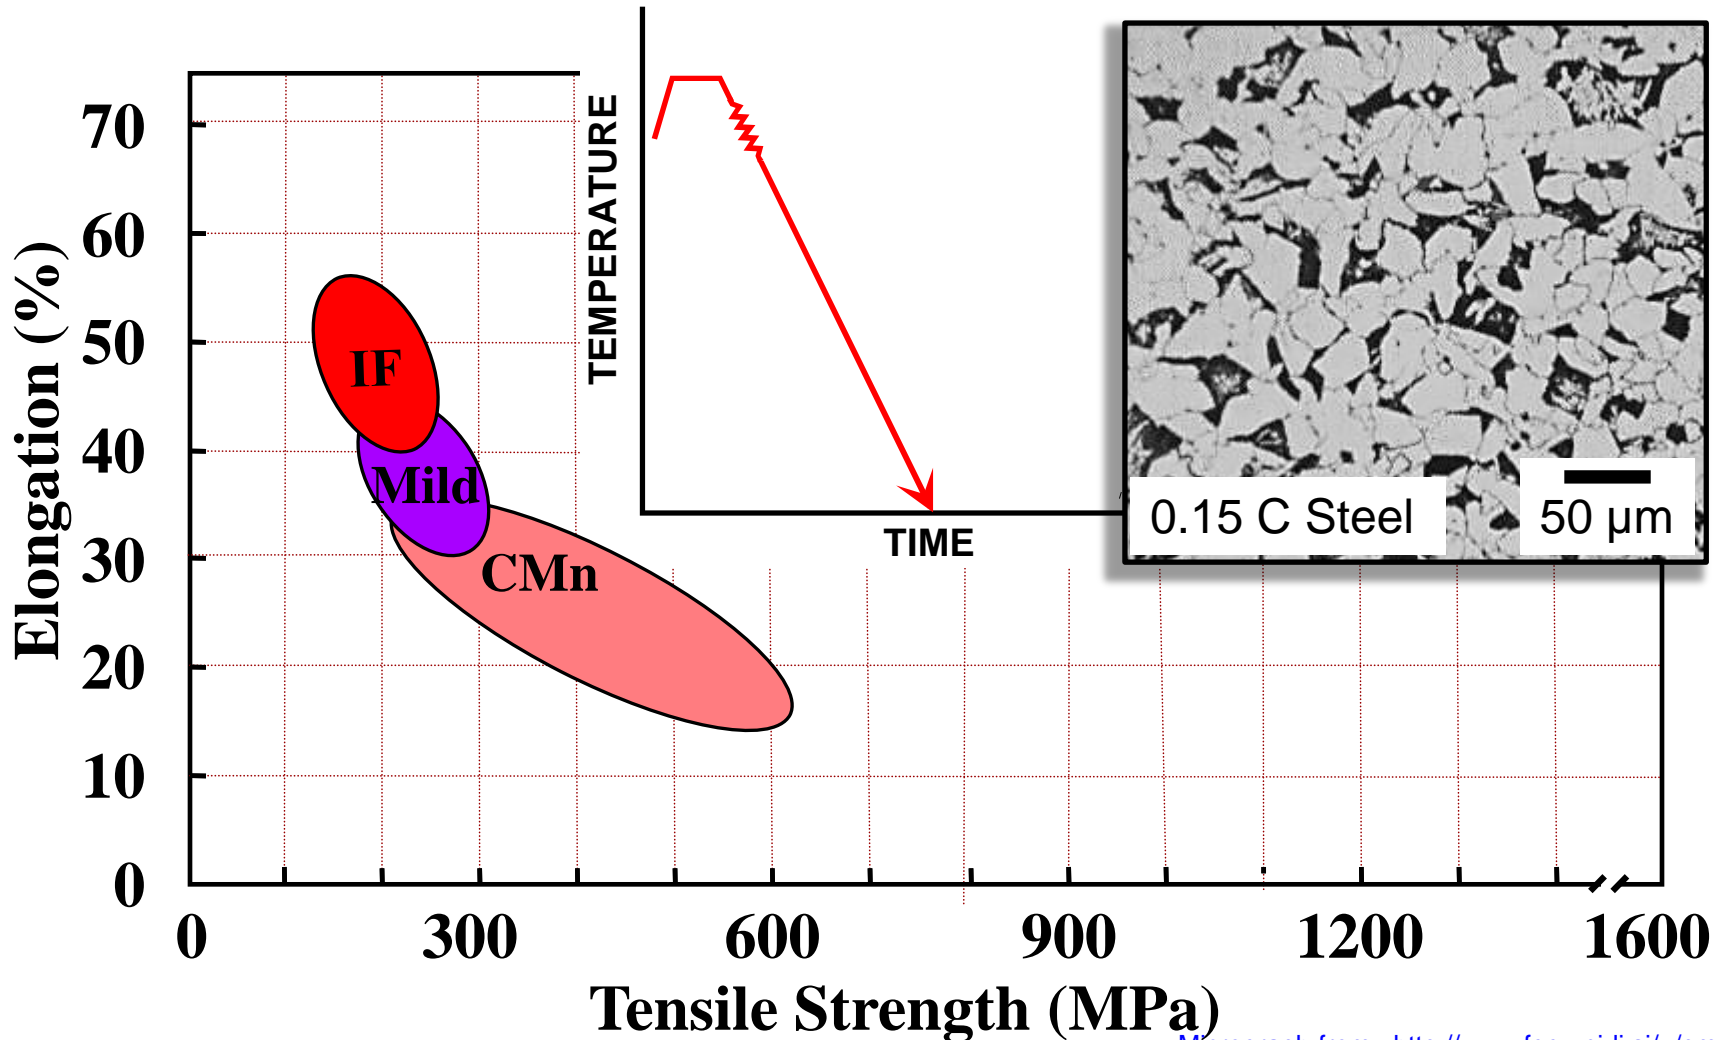 70
60
50
40
30
20
10
0
Elongation (%)
IF
Mild
CMn
TEMPERATURE
TIME
0.15 C Steel
50 µm
0 300 600 900 1200 1600
Tensile Strength (MPa)